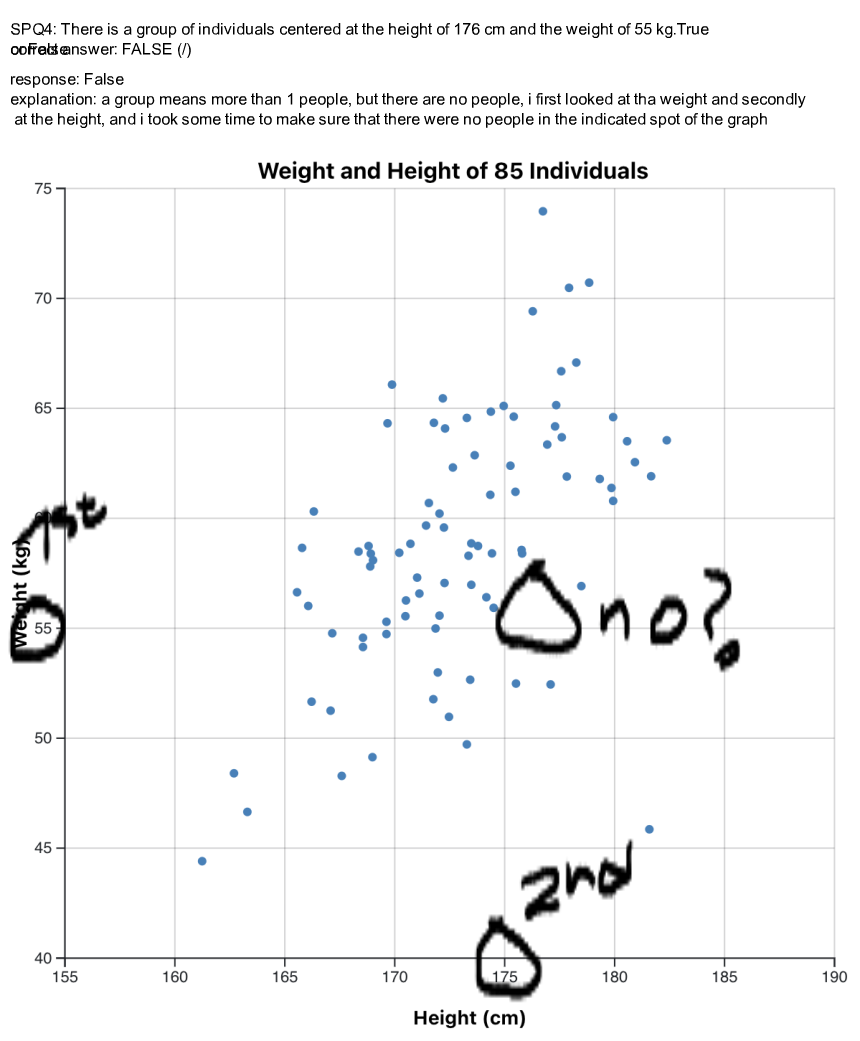 SPQ4: There is a group of individuals centered at the height of 176 cm and the weight of 55 kg.True
or False
correct answer: FALSE (/)
response: False
explanation: a group means more than 1 people, but there are no people, i first looked at tha weight and secondly
at the height, and i took some time to make sure that there were no people in the indicated spot of the graph
Weight and Height of 85 Individuals
75
70
65
60
1st
Weight (kg)
55
no?
50
45
2nd
40
155 160 165 170 175 180 185 190
Height (cm)